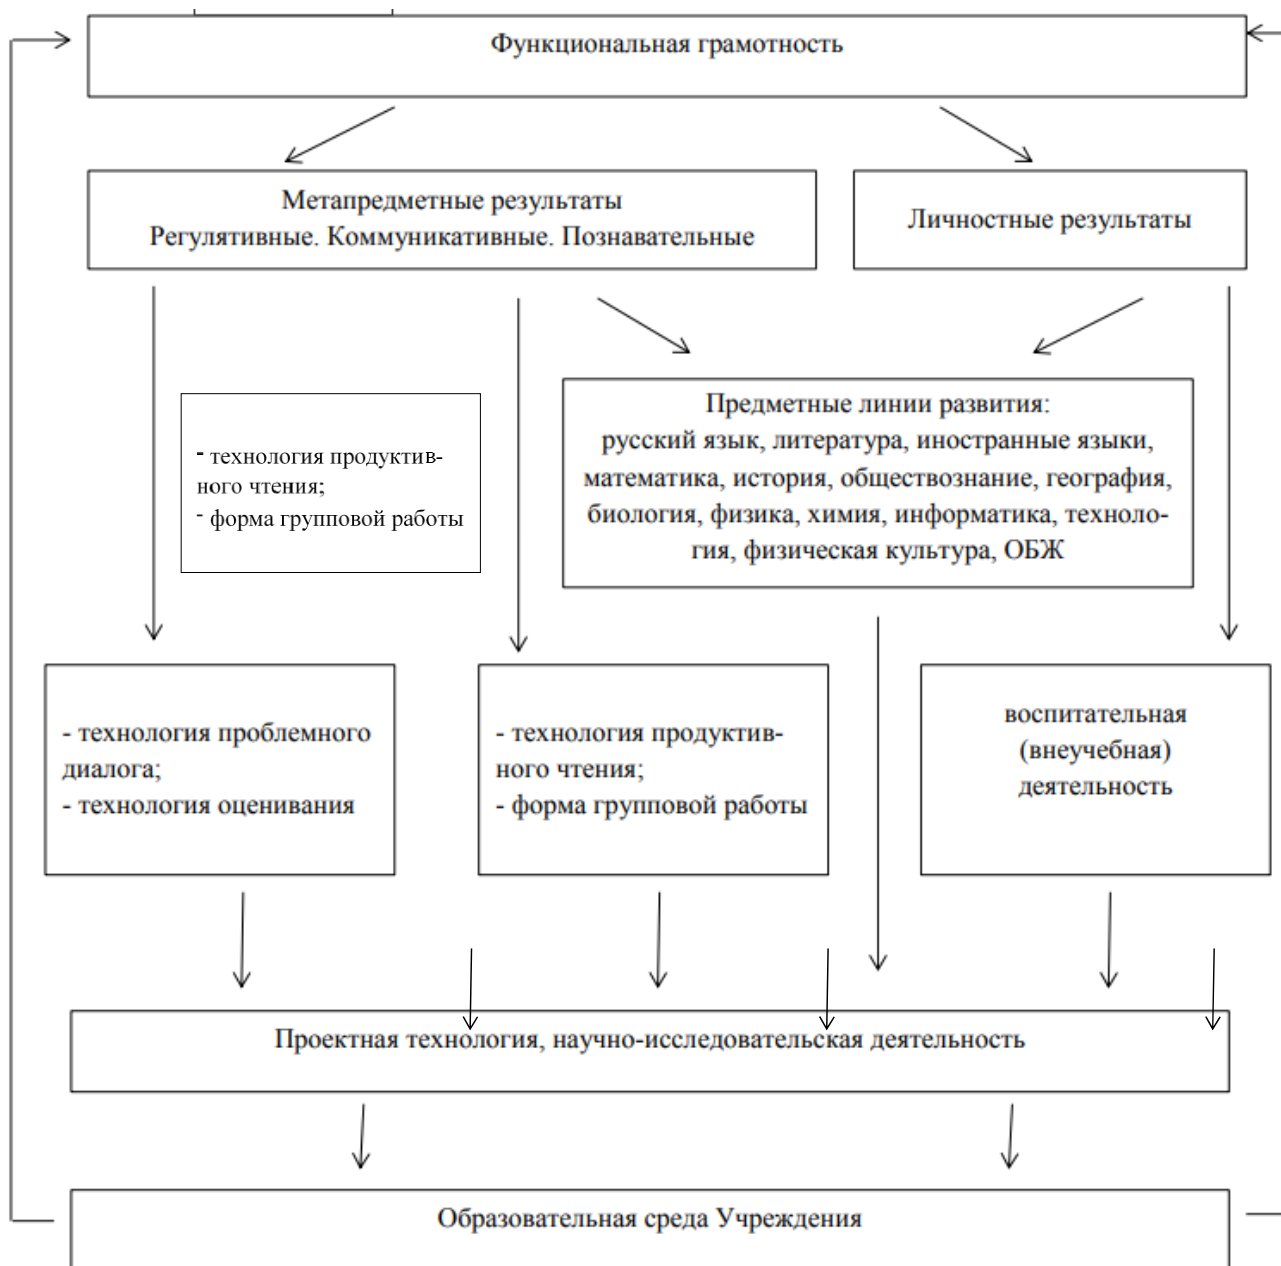 Функциональная грамотность
Метапредметные результаты
Регулятивные. Коммуникативные. Познавательные
Личностные результаты
- технология продуктив-
ного чтения;
- форма групповой работы
Предметные линии развития:
русский язык, литература, иностранные языки,
математика, история, обществознание, география,
биология, физика, химия, информатика, техноло-
гия, физическая культура, ОБЖ
- технология проблемного
диалога;
- технология оценивания
- технология продуктив-
ного чтения;
- форма групповой работы
воспитательная
(внеучебная)
деятельность
Проектная технология, научно-исследовательская деятельность
Образовательная среда Учреждения